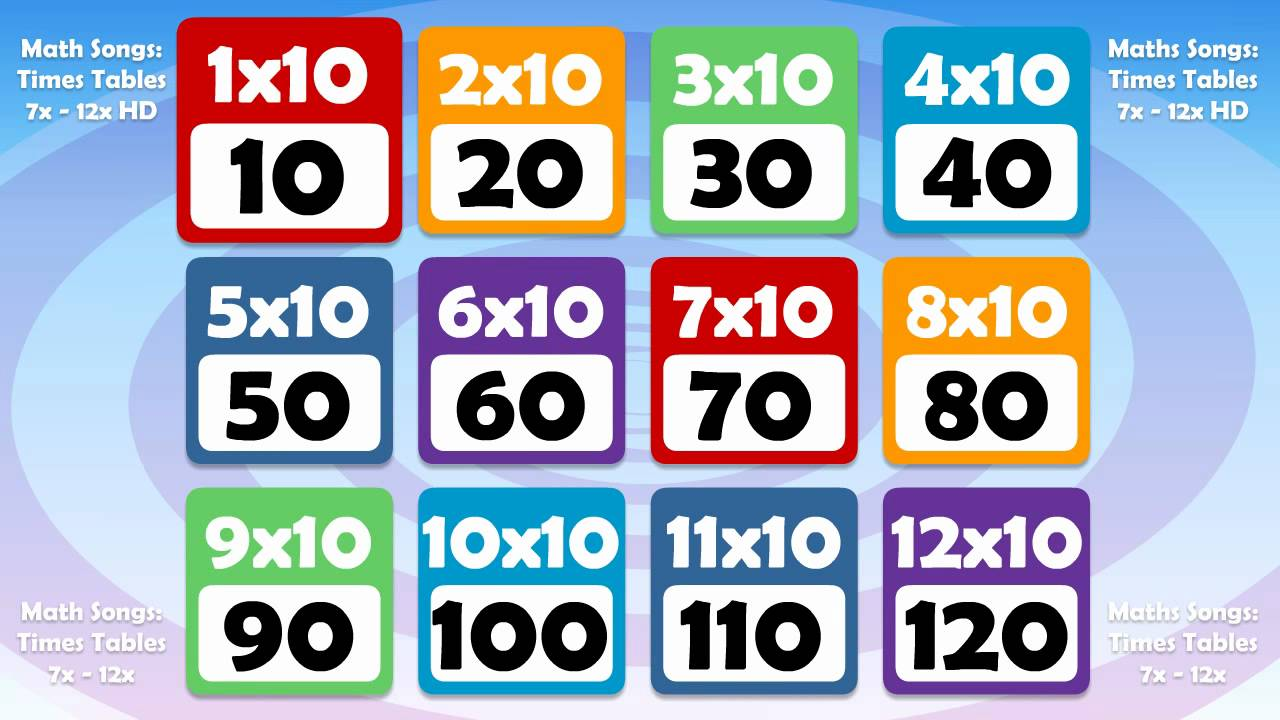 Math Songs:
Times Tables
7x - 12x HD
1x10
10
2x10
20
3x10
30
4x10
40
Maths Songs:
Times Tables
7x - 12x HD
5x10
50
6x10
60
7x10
70
8x10
80
9x10
90
10x10
100
11x10
110
12x10
120
Math Songs:
Times Tables
7x - 12x
Maths Songs:
Times Tables
7x - 12x